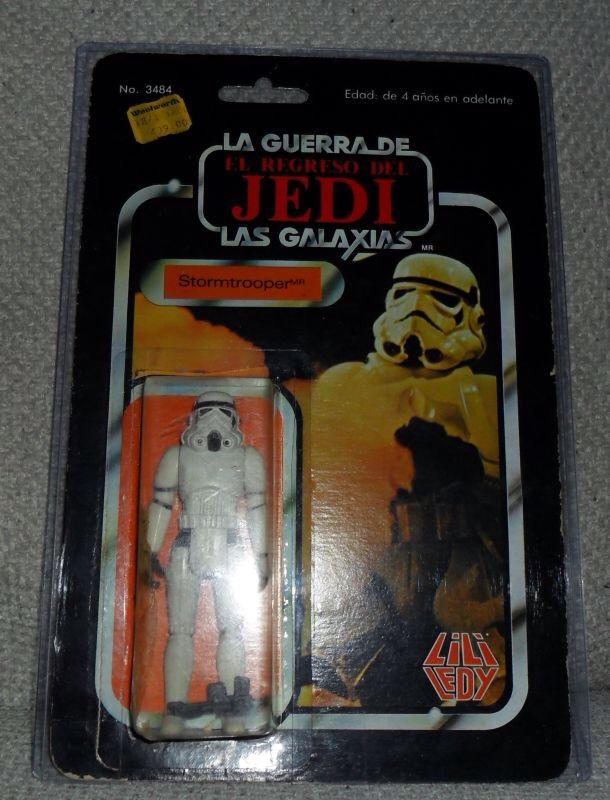 No. 3484
Edad: de 4 años en adelante
Woolworth
LA GUERRA DE
EL REGRESO DEL
JEDI
LAS GALAXIAS MR
Stormtrooper MR
LiLi
LEDY